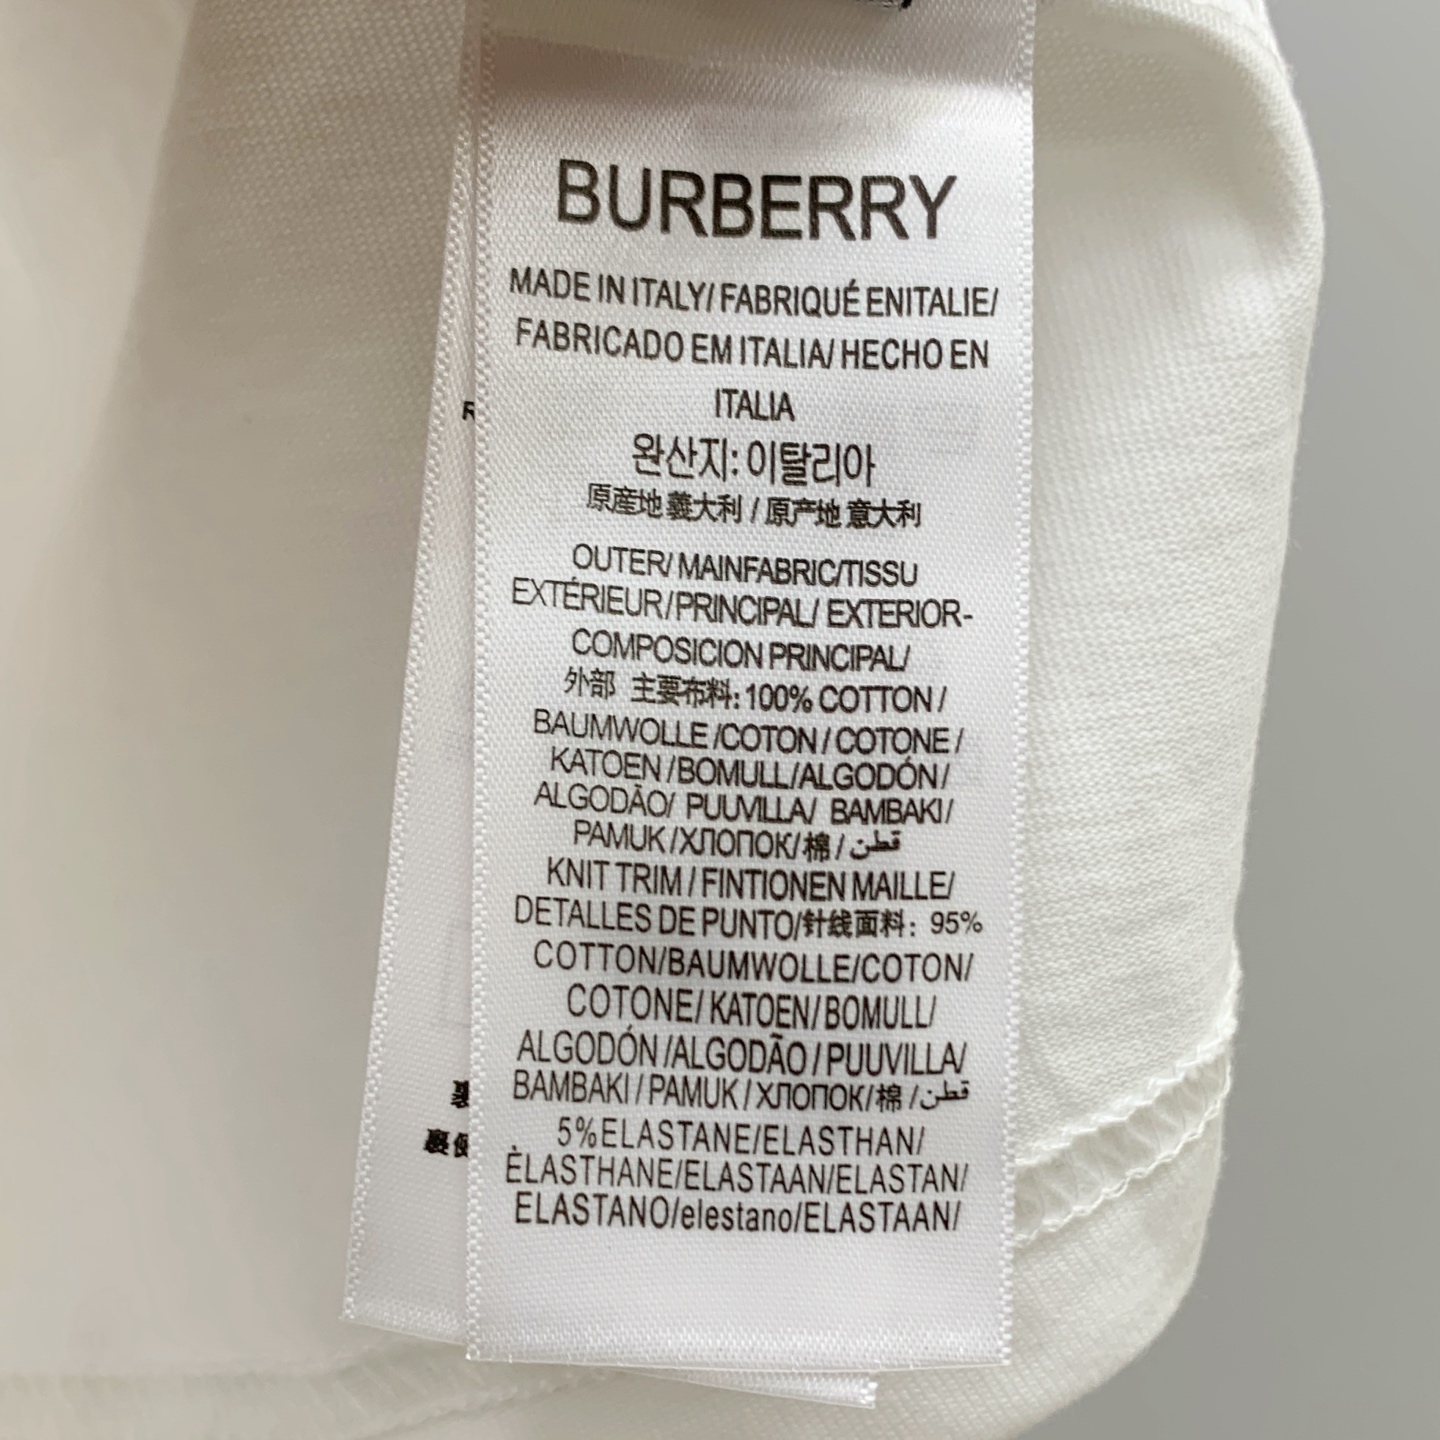 BURBERRY
MADE IN ITALY/ FABRIQUÉ ENITALIE/
FABRICADO EM ITALIA/ HECHO EN
ITALIA
완산지: 이탈리아
原産地 義大利 / 原产地 意大利
OUTER/ MAINFABRIC/TISSU
EXTÉRIEUR/PRINCIPAL/ EXTERIOR-
COMPOSICION PRINCIPAL/
外部 主要布料: 100% COTTON /
BAUMWOLLE /COTON / COTONE /
KATOEN /BOMULL/ALGODÓN/
ALGODÃO/ PUUVILLA/ BAMBAKI/
PAMUK /ХЛОПОК/棉 / قطن
KNIT TRIM / FINTIONEN MAILLE/
DETALLES DE PUNTO/针线面料: 95%
COTTON/BAUMWOLLE/COTON/
COTONE/ KATOEN/ BOMULL/
ALGODÓN /ALGODÃO / PUUVILLA/
BAMBAKI / PAMUK / ХЛОПОК/棉 / قطن
5%ELASTANE/ELASTHAN/
ÈLASTHANE/ELASTAAN/ELASTAN/
ELASTANO/elestano/ELASTAAN/